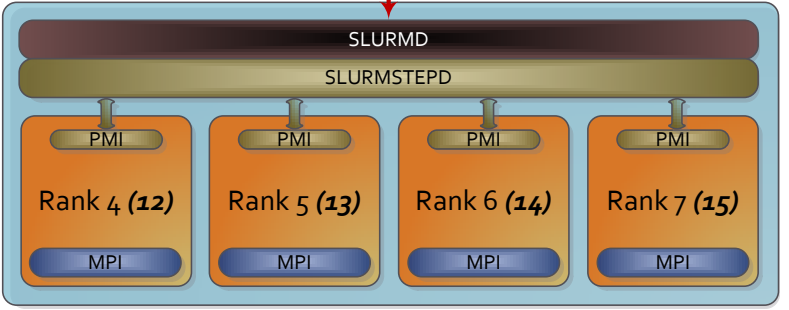 SLURMD
SLURMSTEPD
PMI PMI PMI PMI
Rank 4 (12) Rank 5 (13) Rank 6 (14) Rank 7 (15)
MPI MPI MPI MPI